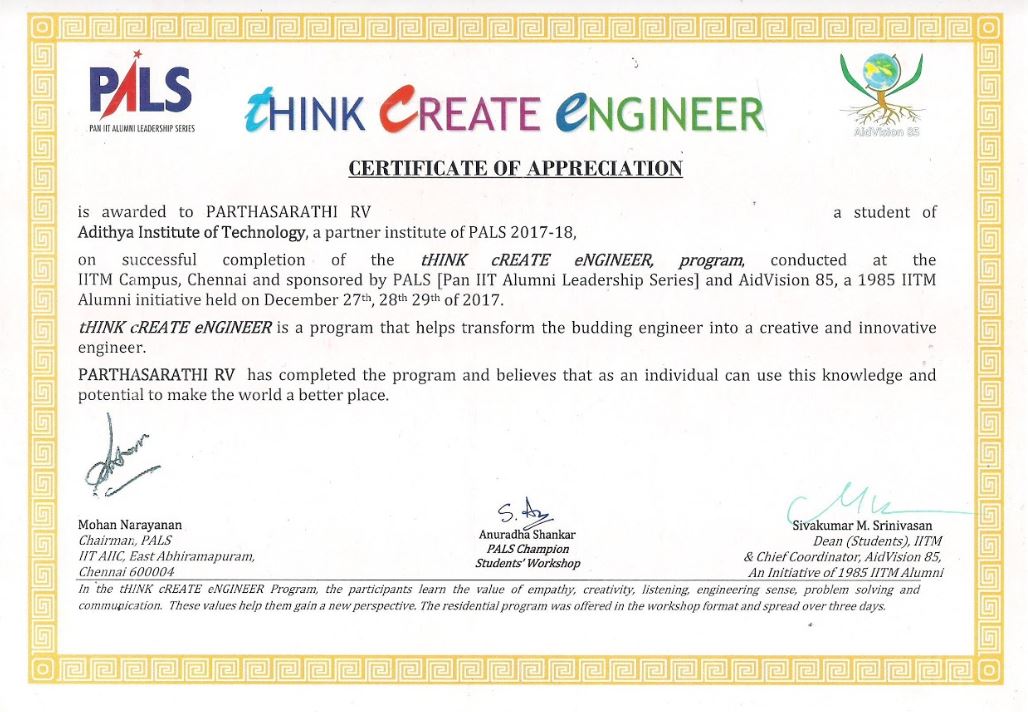 PALS
PAN IIT ALUMNI LEADERSHIP SERIES
tHINK CREATE eNGINEER
AidVision 85
CERTIFICATE OF APPRECIATION
is awarded to PARTHASARATHI RV a student of
Adithya Institute of Technology, a partner institute of PALS 2017-18,
on successful completion of the tHINK cREATE eNGINEER, program, conducted at the
IITM Campus, Chennai and sponsored by PALS [Pan IIT Alumni Leadership Series] and AidVision 85, a 1985 IITM
Alumni initiative held on December 27th, 28th 29th of 2017.
tHINK cREATE eNGINEER is a program that helps transform the budding engineer into a creative and innovative
engineer.
PARTHASARATHI RV has completed the program and believes that as an individual can use this knowledge and
potential to make the world a better place.
Mohan Narayanan
Chairman, PALS
IIT AIIC, East Abhiramapuram,
Chennai 600004
Anuradha Shankar
PALS Champion
Students' Workshop
Sivakumar M. Srinivasan
Dean (Students), IITM
& Chief Coordinator, AidVision 85,
An Initiative of 1985 IITM Alumni
In the tHINK cREATE eNGINEER Program, the participants learn the value of empathy, creativity, listening, engineering sense, problem solving and
communication. These values help them gain a new perspective. The residential program was offered in the workshop format and spread over three days.